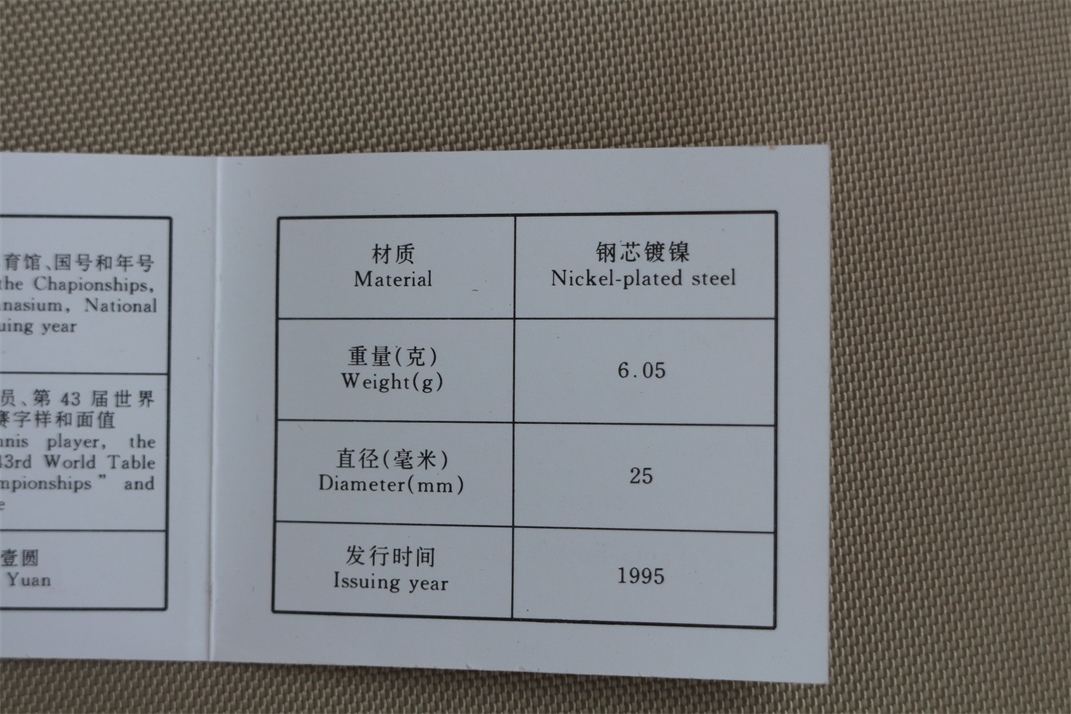 育馆、国号和年号
the Chapionships,
nasium, National
uing year
员、第 43 届世界
赛字样和面值
nnis player, the
43rd World Table
mpionships” and
e
壹圆
Yuan
材质
Material
钢芯镀镍
Nickel-plated steel
重量(克)
Weight(g)
6.05
直径(毫米)
Diameter(mm)
25
发行时间
Issuing year
1995